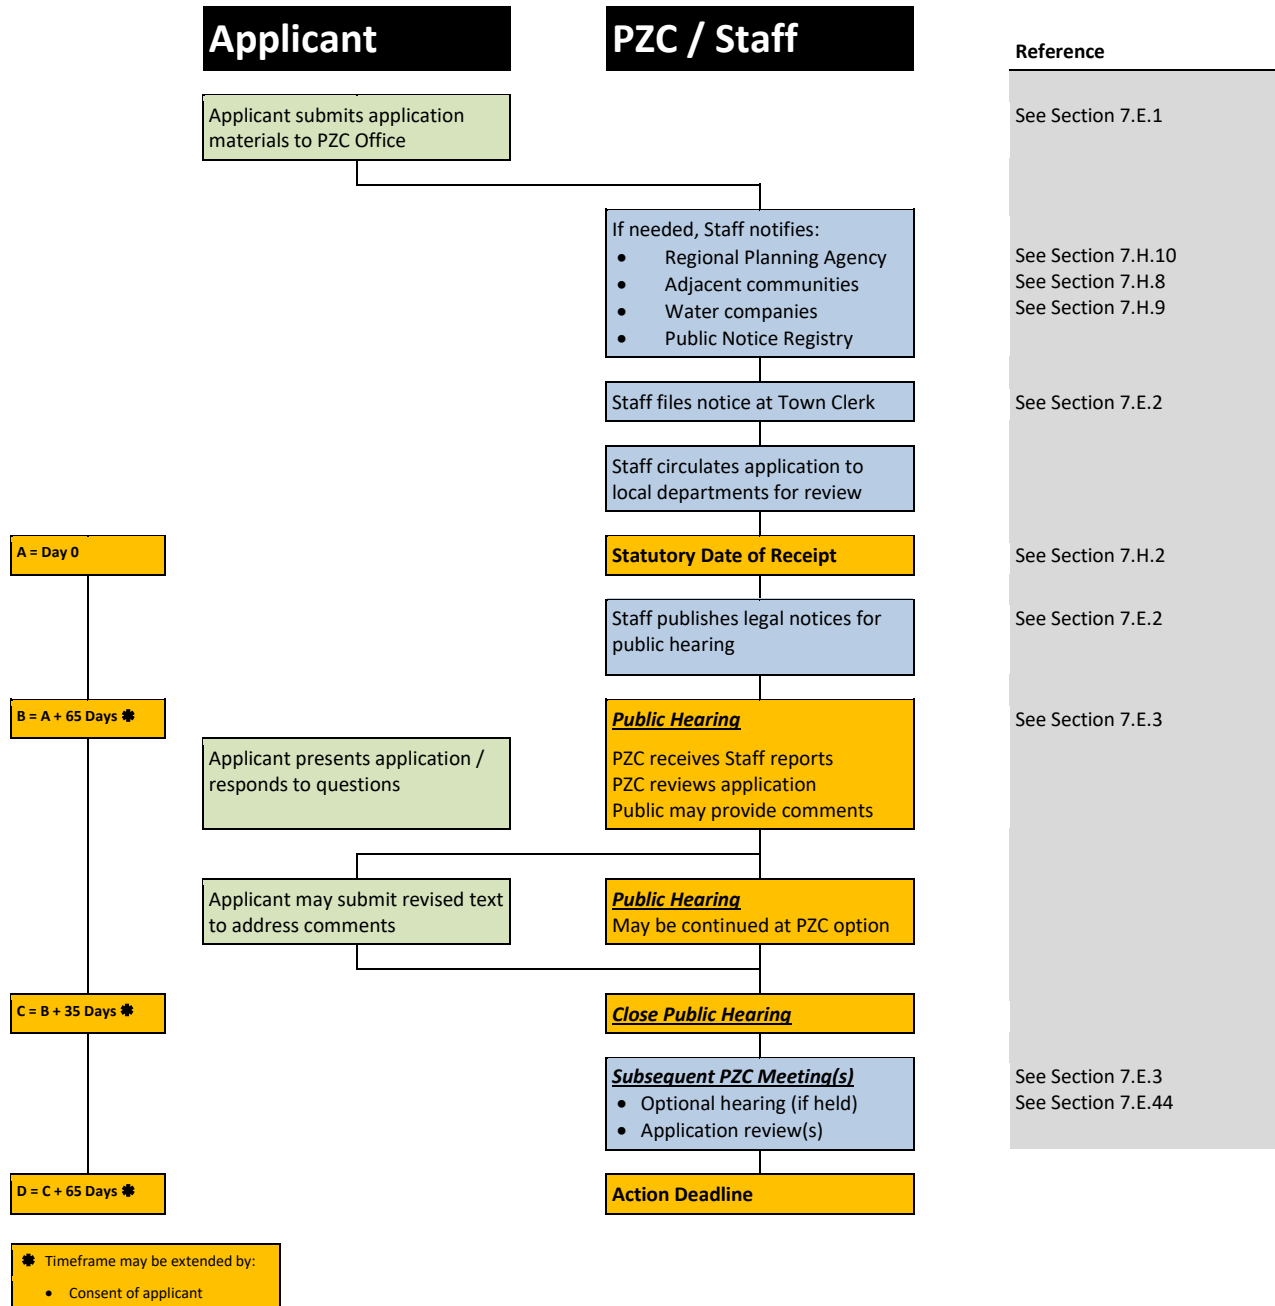 Applicant
PZC / Staff
Reference
Applicant submits application
materials to PZC Office
See Section 7.E.1
If needed, Staff notifies:
• Regional Planning Agency
• Adjacent communities
• Water companies
• Public Notice Registry
See Section 7.H.10
See Section 7.H.8
See Section 7.H.9
Staff files notice at Town Clerk
See Section 7.E.2
Staff circulates application to
local departments for review
A = Day 0
Statutory Date of Receipt
See Section 7.H.2
Staff publishes legal notices for
public hearing
See Section 7.E.2
B = A + 65 Days ✱
Public Hearing
See Section 7.E.3
Applicant presents application /
responds to questions
PZC receives Staff reports
PZC reviews application
Public may provide comments
Applicant may submit revised text
to address comments
Public Hearing
May be continued at PZC option
C = B + 35 Days ✱
Close Public Hearing
Subsequent PZC Meeting(s)
• Optional hearing (if held)
• Application review(s)
See Section 7.E.3
See Section 7.E.44
D = C + 65 Days ✱
Action Deadline
✱ Timeframe may be extended by:
• Consent of applicant